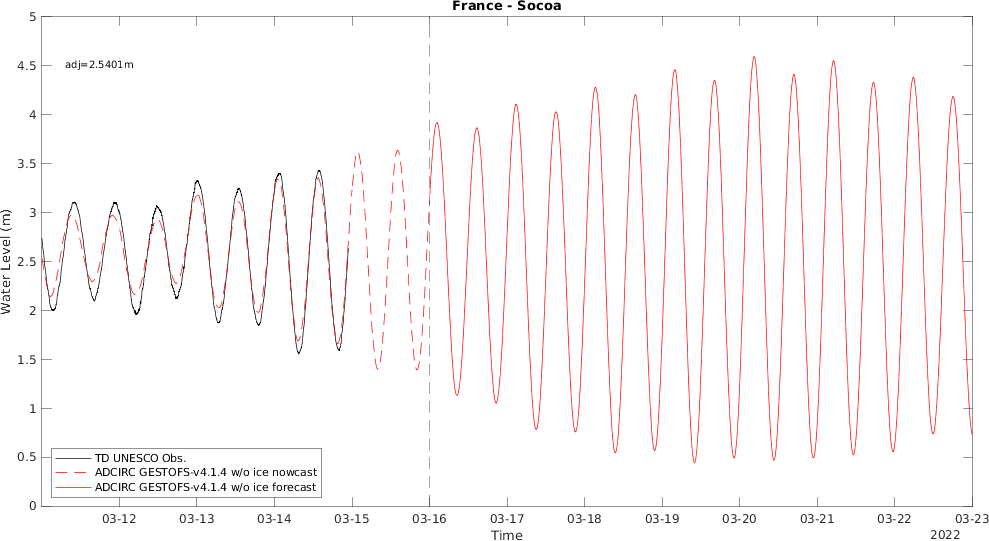 France - Socoa
adj=2.5401m
5
4.5
4
3.5
3
2.5
2
1.5
1
0.5
0
Water Level (m)
TD UNESCO Obs.
ADCIRC GESTOFS-v4.1.4 w/o ice nowcast
ADCIRC GESTOFS-v4.1.4 w/o ice forecast
03-12 03-13 03-14 03-15 03-16 03-17 03-18 03-19 03-20 03-21 03-22 03-23
Time
2022